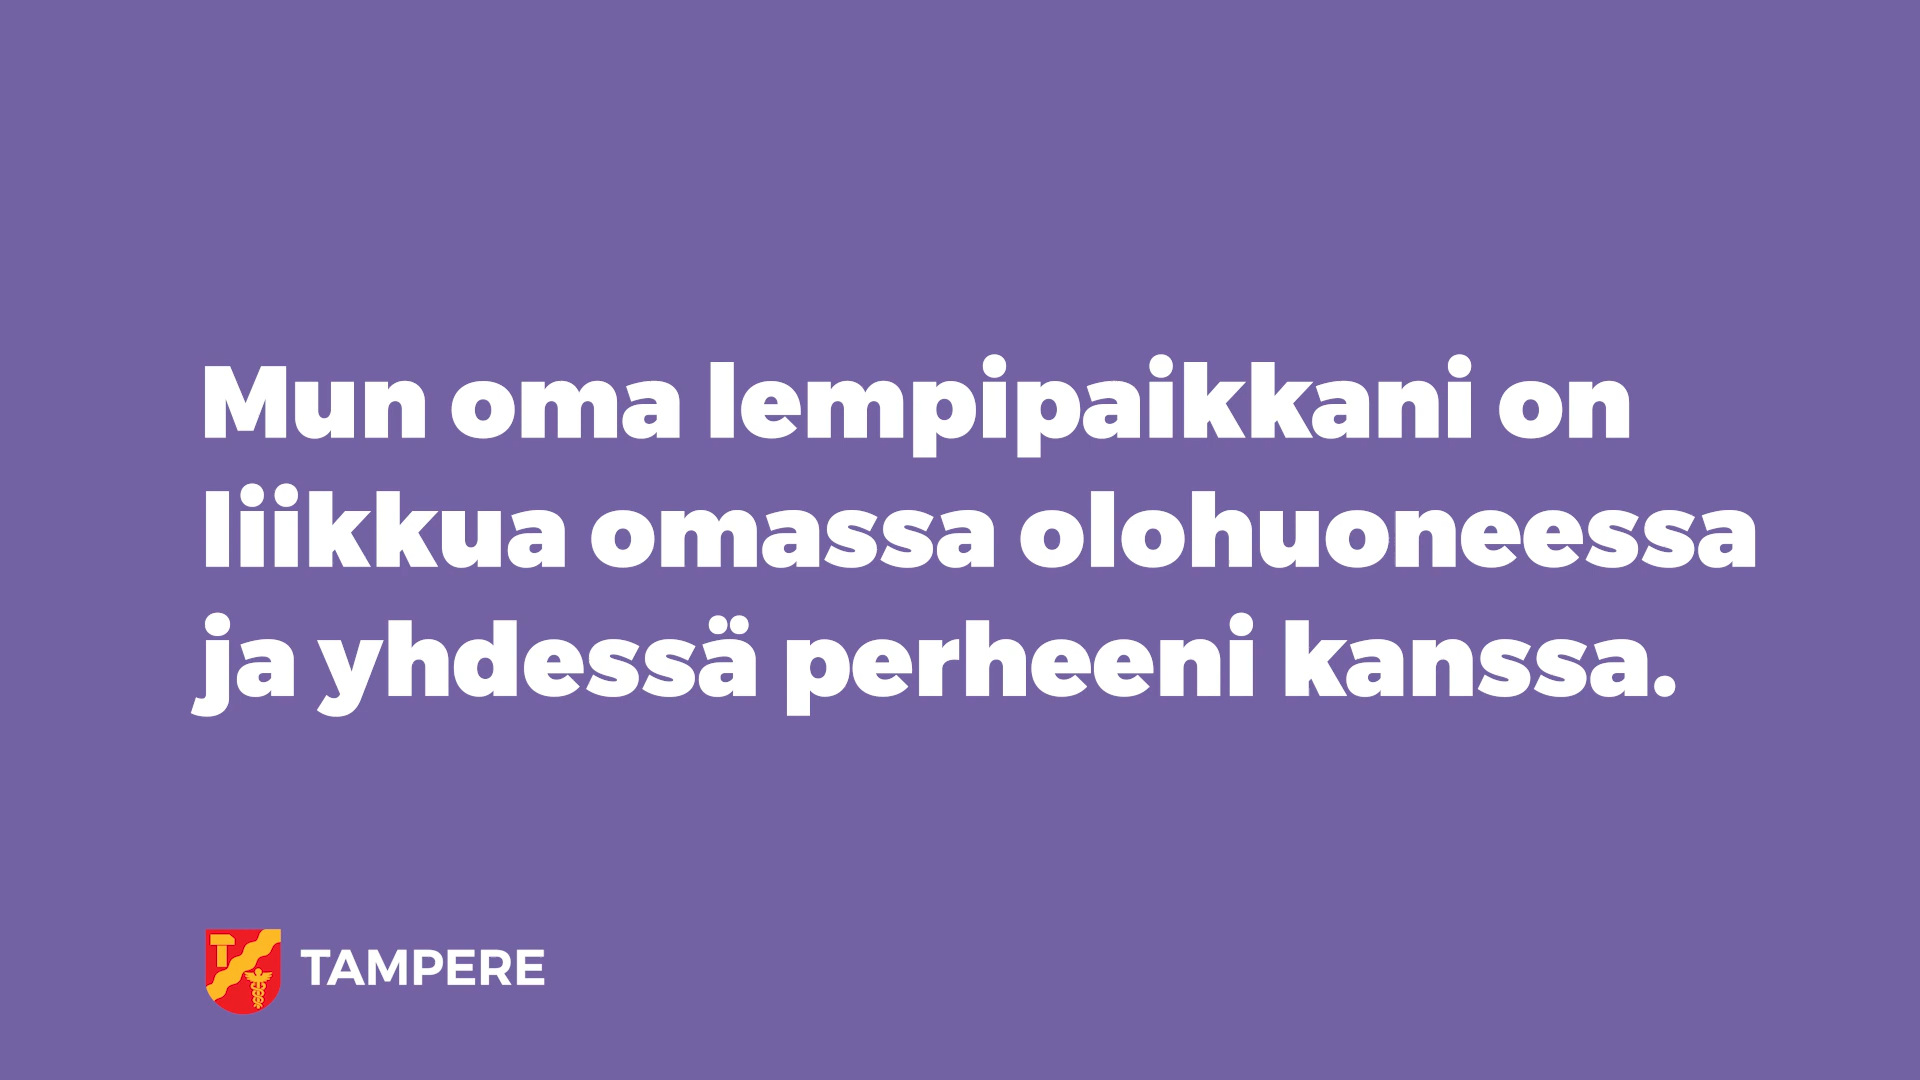 Mun oma lempipaikkani on
liikkua omassa olohuoneessa
ja yhdessä perheeni kanssa.
TAMPERE